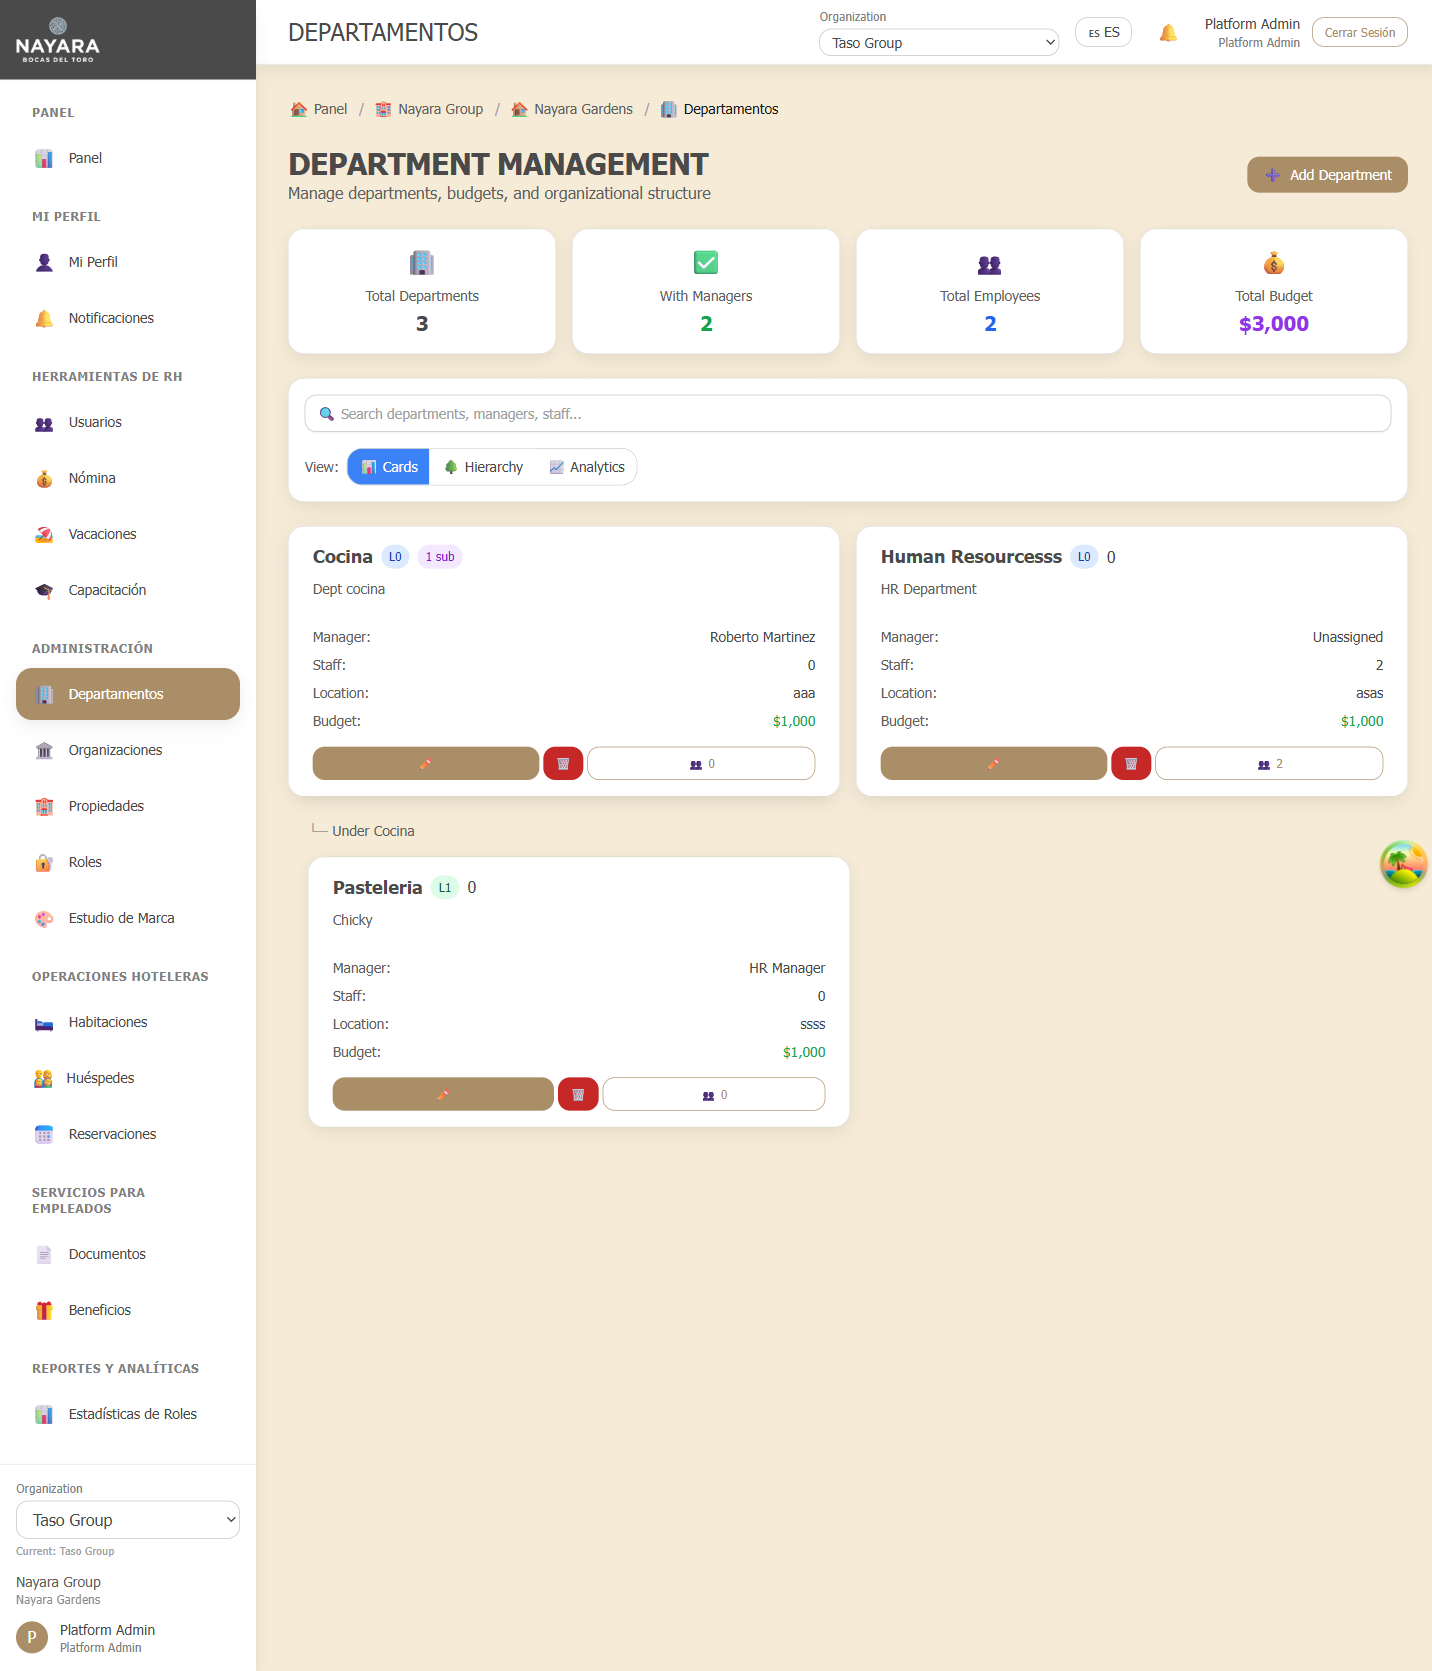 NAYARA
BOCAS DEL TORO
PANEL
Panel
MI PERFIL
Mi Perfil
Notificaciones
HERRAMIENTAS DE RH
Usuarios
Nómina
Vacaciones
Capacitación
ADMINISTRACIÓN
Departamentos
Organizaciones
Propiedades
Roles
Estudio de Marca
OPERACIONES HOTELERAS
Habitaciones
Huéspedes
Reservaciones
SERVICIOS PARA
EMPLEADOS
Documentos
Beneficios
REPORTES Y ANALÍTICAS
Estadísticas de Roles
Organization
Taso Group
Current: Taso Group
Nayara Group
Nayara Gardens
P
Platform Admin
Platform Admin
DEPARTAMENTOS
Organization
Taso Group
ES ES
Platform Admin
Platform Admin
Cerrar Sesión
Panel / Nayara Group / Nayara Gardens / Departamentos
DEPARTMENT MANAGEMENT
Manage departments, budgets, and organizational structure
Add Department
Total Departments
3
With Managers
2
Total Employees
2
Total Budget
$3,000
Search departments, managers, staff...
View: Cards Hierarchy Analytics
Cocina L0 1 sub
Dept cocina
Manager: Roberto Martinez
Staff: 0
Location: aaa
Budget: $1,000
0
Human Resourcesss L0 0
HR Department
Manager: Unassigned
Staff: 2
Location: asas
Budget: $1,000
2
Under Cocina
Pasteleria L1 0
Chicky
Manager: HR Manager
Staff: 0
Location: ssss
Budget: $1,000
0